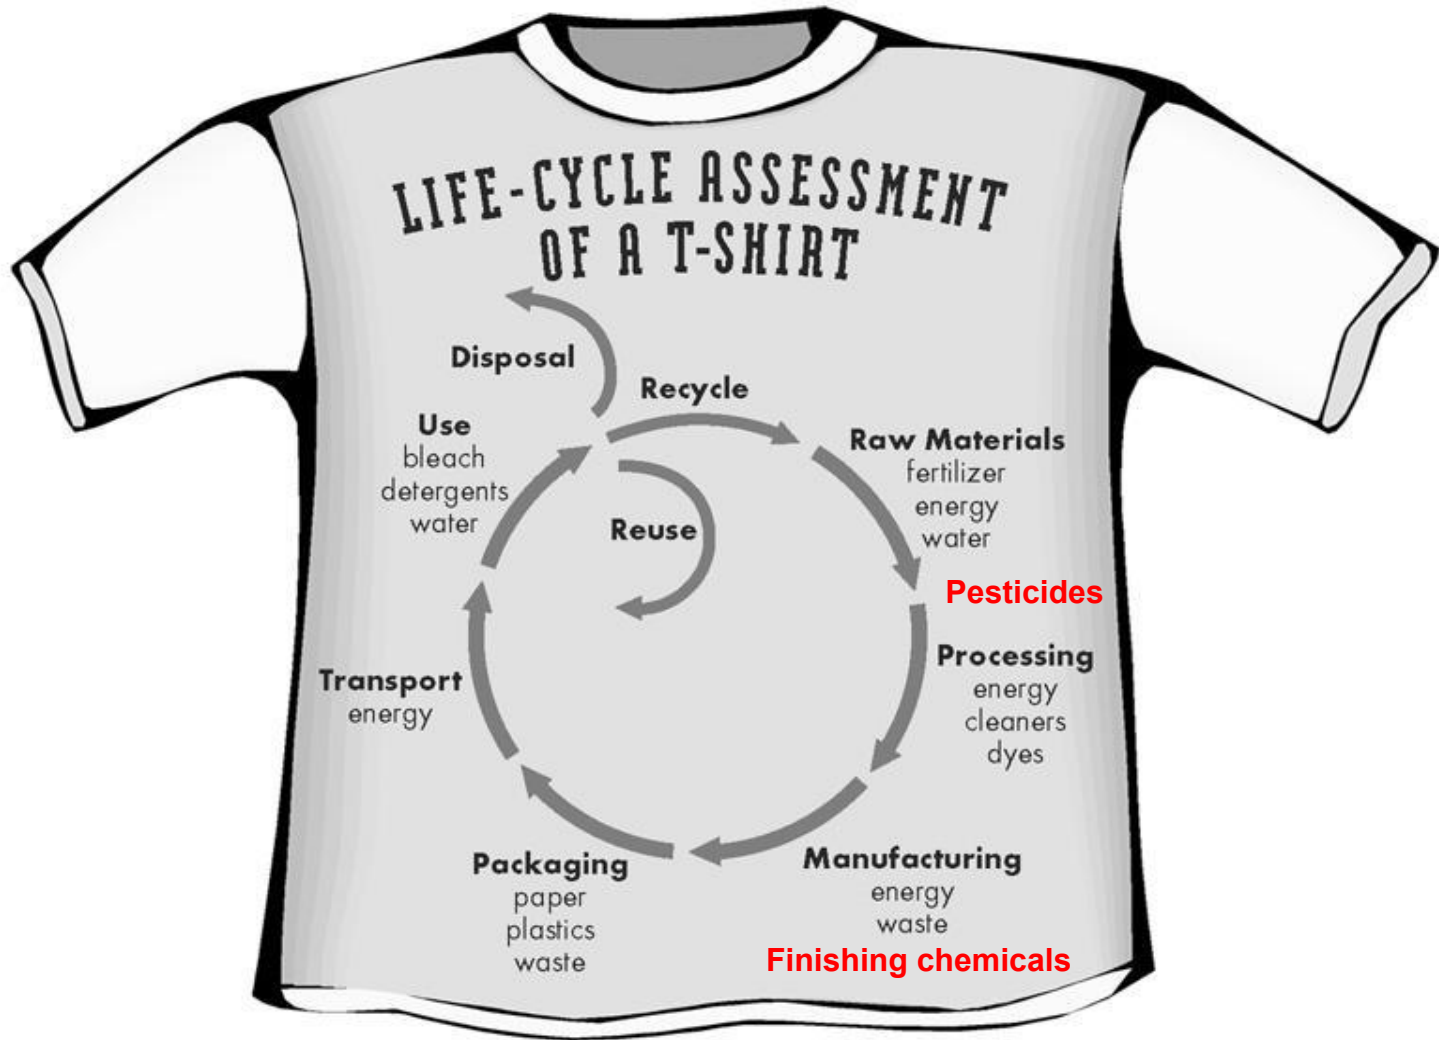 LIFE-CYCLE ASSESSMENT
OF A T-SHIRT
Disposal
Recycle
Use
bleach
detergents
water
Raw Materials
fertilizer
energy
water
Pesticides
Reuse
Processing
energy
cleaners
dyes
Transport
energy
Manufacturing
energy
waste
Finishing chemicals
Packaging
paper
plastics
waste